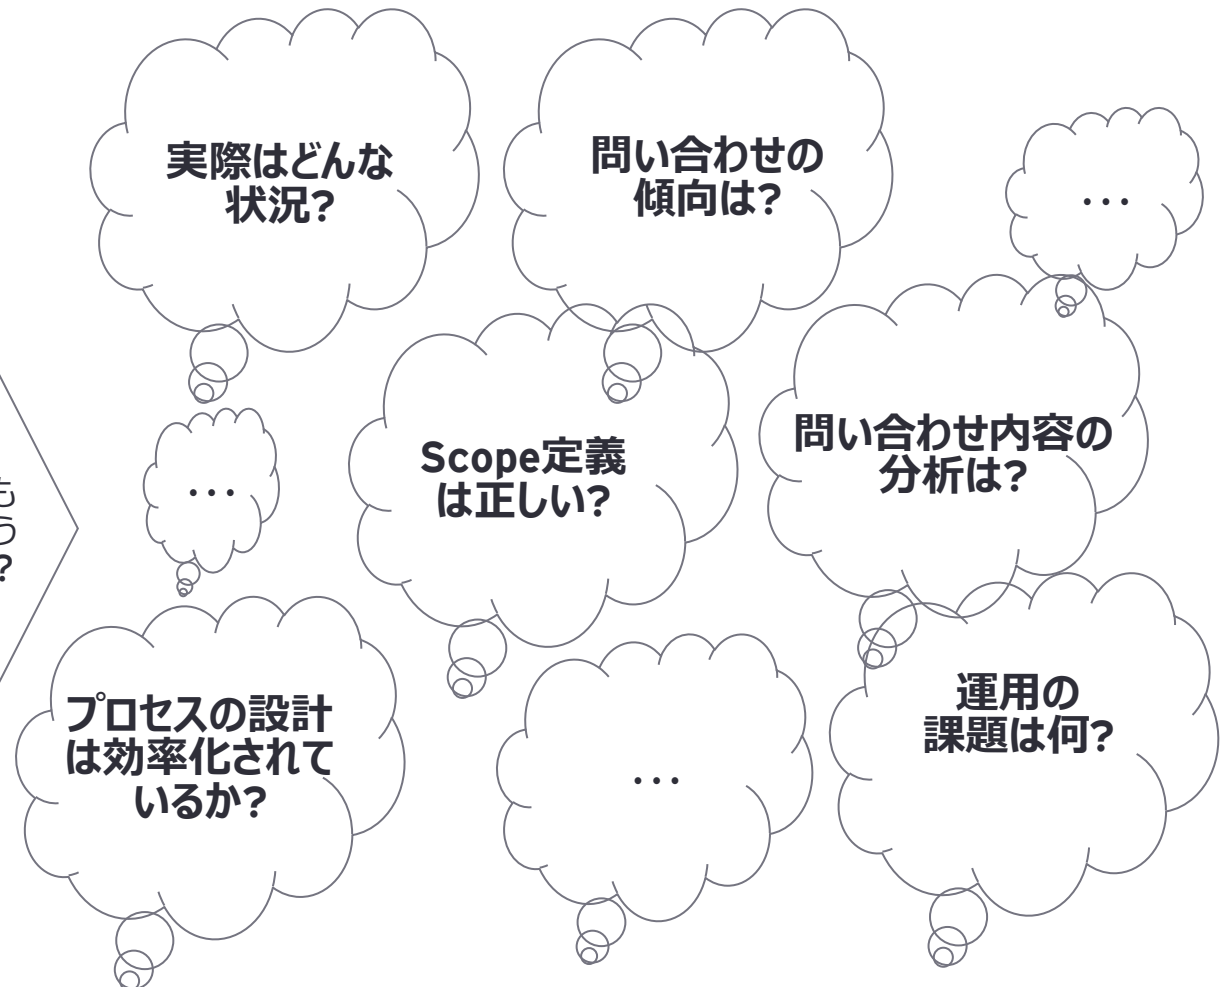 実際はどんな
状況?
問い合わせの
傾向は?
...
Scope定義
は正しい?
問い合わせ内容の
分析は?
...
も
う
?
プロセスの設計
は効率化されて
いるか?
...
運用の
課題は何?